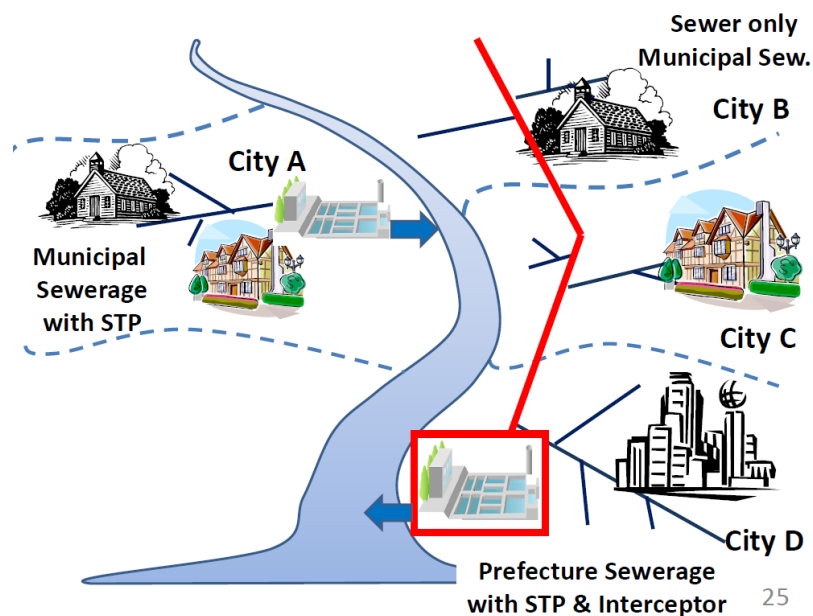 Sewer only
Municipal Sew.
City B
City A
Municipal
Sewerage
with STP
City C
City D
Prefecture Sewerage
with STP & Interceptor
25